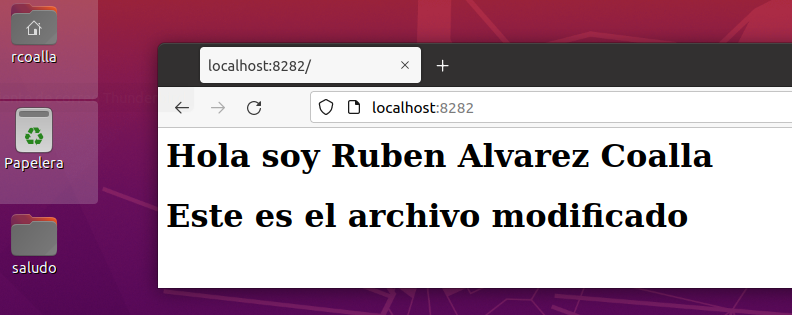 rcoalla
Papelera
saludo
localhost:8282/
localhost:8282
Hola soy Ruben Alvarez Coalla
Este es el archivo modificado